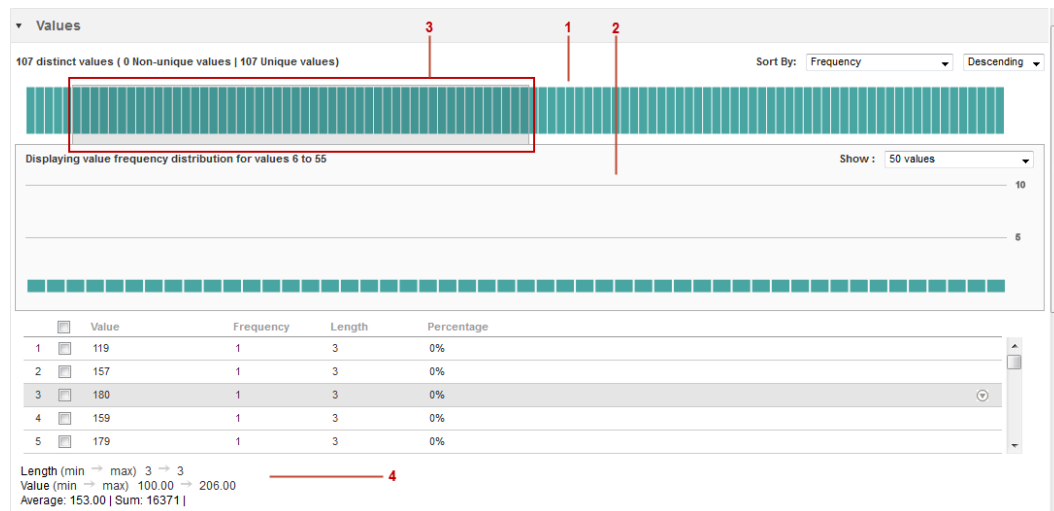 Values
3 1 2
107 distinct values ( 0 Non-unique values | 107 Unique values) Sort By: Frequency Descending
Displaying value frequency distribution for values 6 to 55 Show : 50 values
10
5
Value Frequency Length Percentage
1 119 1 3 0%
2 157 1 3 0%
3 180 1 3 0%
4 159 1 3 0%
5 179 1 3 0%
Length (min → max) 3 → 3
4
Value (min → max) 100.00 → 206.00
Average: 153.00 | Sum: 16371 |